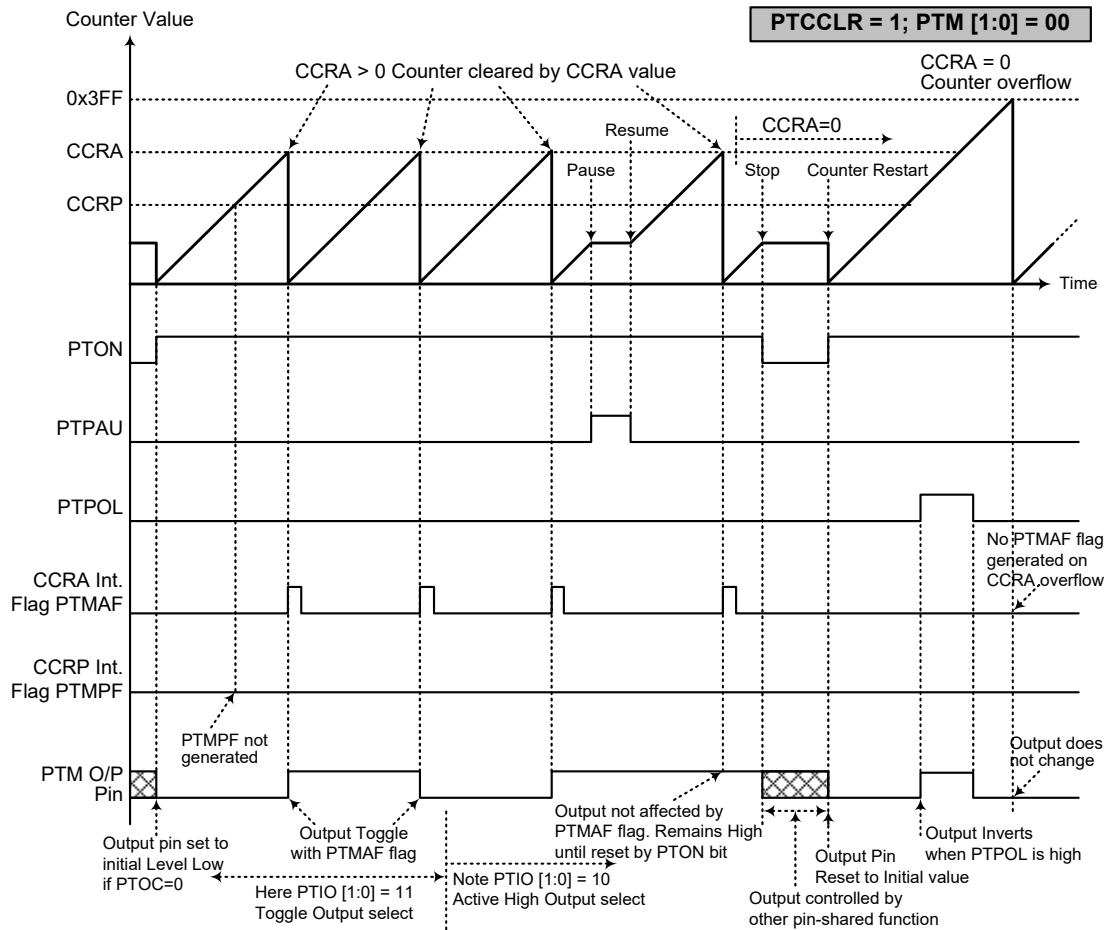 Counter Value
PTCCLR = 1; PTM [1:0] = 00
CCRA > 0 Counter cleared by CCRA value
CCRA = 0
Counter overflow
0x3FF
CCRA=0
Resume
CCRA
Pause
Stop
Counter Restart
CCRP
Time
PTON
PTPAU
PTPOL
No PTMAF flag
generated on
CCRA overflow
CCRA Int.
Flag PTMAF
CCRP Int.
Flag PTMPF
PTMPF not
generated
Output does
not change
PTM O/P
Pin
Output pin set to
initial Level Low
if PTOC=0
Output Toggle
with PTMAF flag
Output not affected by
PTMAF flag. Remains High
until reset by PTON bit
Output Inverts
when PTPOL is high
Output Pin
Reset to Initial value
Here PTIO [1:0] = 11
Toggle Output select
Note PTIO [1:0] = 10
Active High Output select
Output controlled by
other pin-shared function